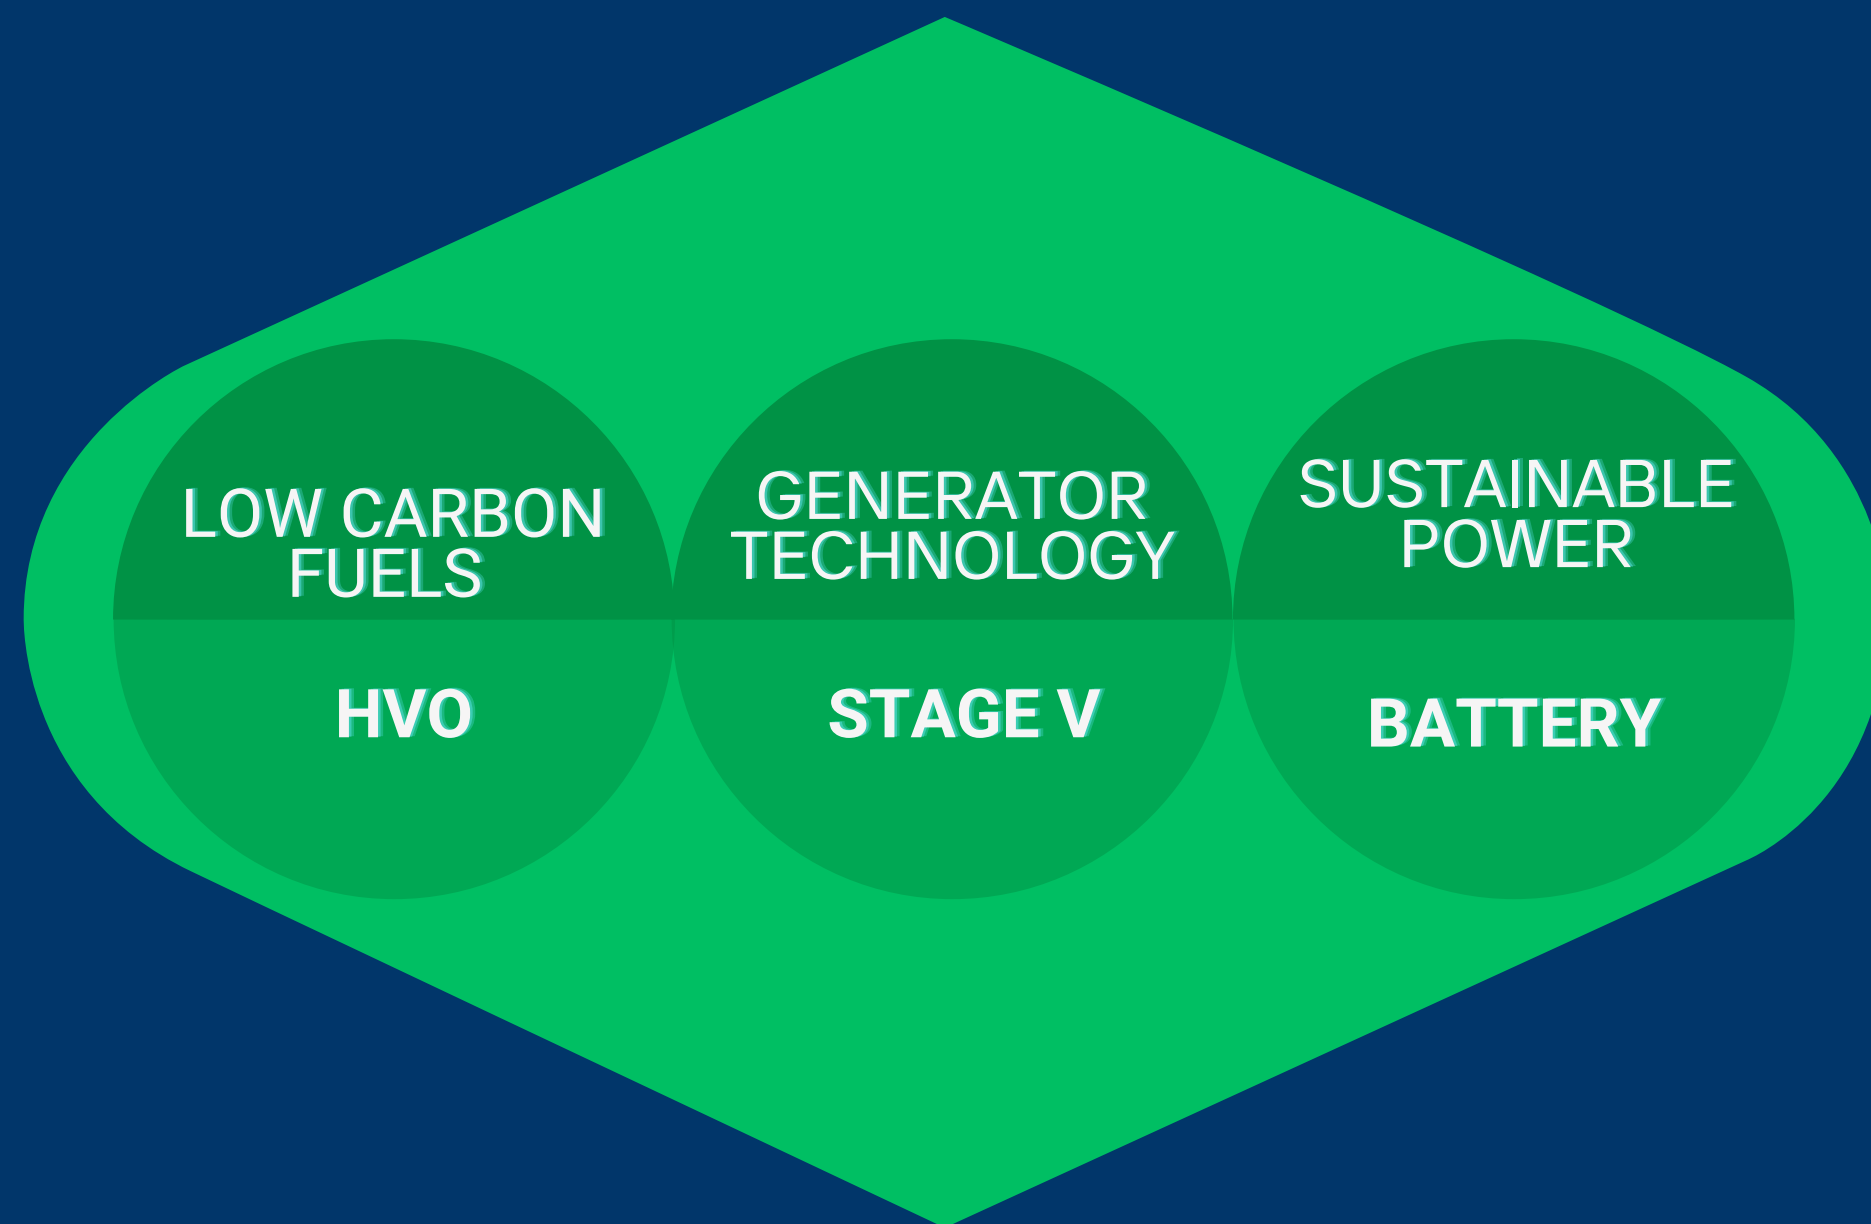 LOW CARBON
FUELS
HVO
GENERATOR
TECHNOLOGY
STAGE V
SUSTAINABLE
POWER
BATTERY